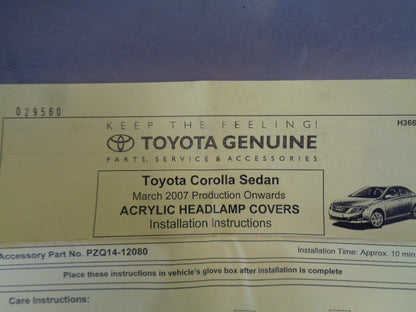 029560
KEEP THE FEELING!
H366
TOYOTA GENUINE
PARTS, SERVICE & ACCESSORIES
Toyota Corolla Sedan
March 2007 Production Onwards
ACRYLIC HEADLAMP COVERS
Installation Instructions
Accessory Part No. PZQ14-12080
Installation Time: Approx. 10 min
Place these instructions in vehicle's glove box after installation is complete
Care Instructions: